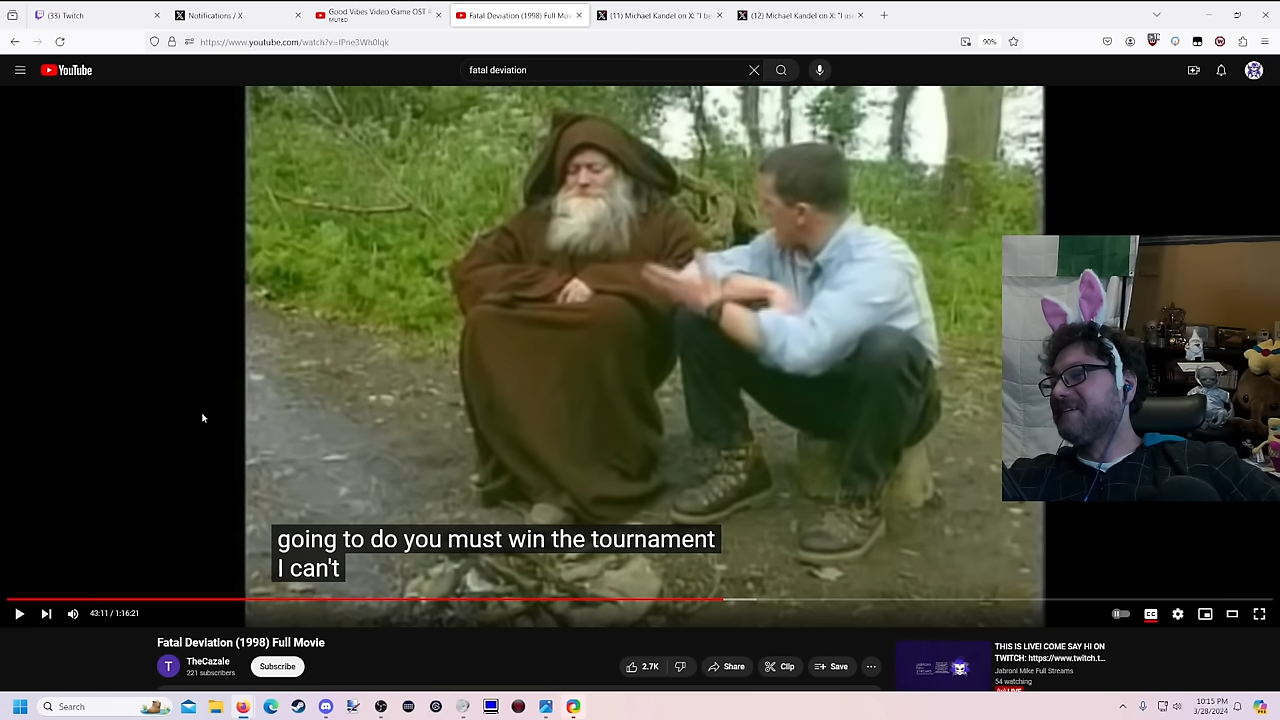 (33) Twitch
Notifications / X
Good Vibes Video Game OST
MUTED
Fatal Deviation (1998) Full Mo
(11) Michael Kandel on X: "I be
(12) Michael Kandel on X: "I us
https://www.youtube.com/watch?v=IPne3Wh0lqk
90%
YouTube
fatal deviation
going to do you must win the tournament
I can't
43:11 / 1:16:21
Fatal Deviation (1998) Full Movie
T
TheCazale
221 subscribers
Subscribe
2.7K
Share
Clip
Save
THIS IS LIVE! COME SAY HI ON
TWITCH: https://www.twitch.t...
Jabroni Mike Full Streams
54 watching
Search
10:15 PM
3/28/2024